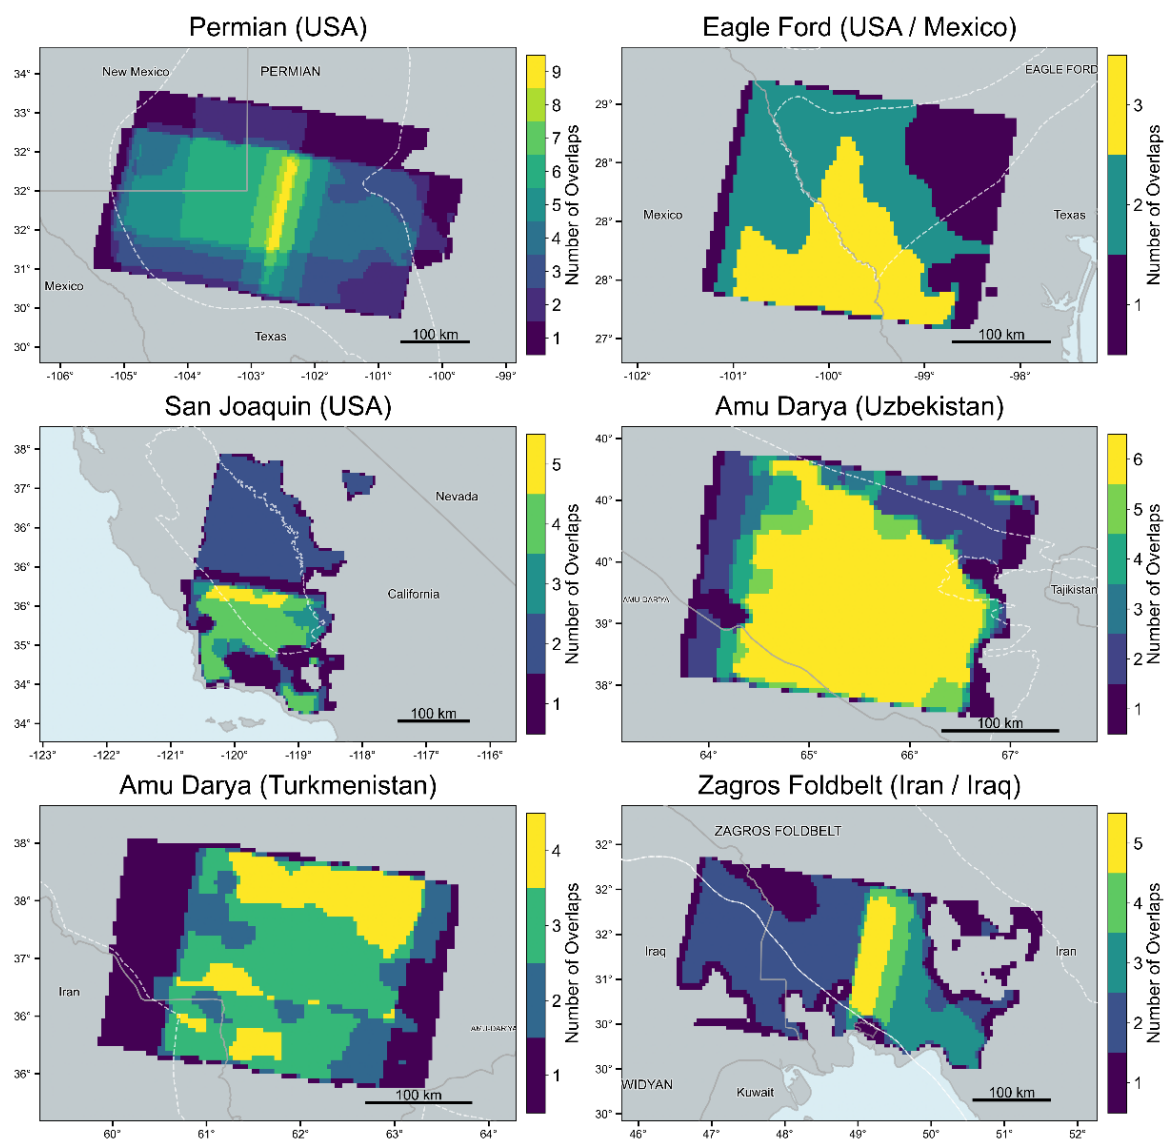 Permian (USA)
34°
33°
32°
32°
31°
31°
30°
30°
-106°
-105°
-104°
-103°
-102°
-101°
-100°
-99°
New Mexico
PERMIAN
Mexico
Texas
100 km
9
8
7
6
5
4
3
2
1
Number of Overlaps
Eagle Ford (USA / Mexico)
29°
28°
28°
28°
27°
-102°
-101°
-100°
-99°
-98°
EAGLE FORD
Mexico
Texas
100 km
3
2
1
Number of Overlaps
San Joaquin (USA)
38°
37°
36°
36°
36°
35°
34°
34°
-123°
-122°
-121°
-120°
-119°
-118°
-117°
-116°
Nevada
California
100 km
5
4
3
2
1
Number of Overlaps
Amu Darya (Uzbekistan)
40°
40°
40°
39°
38°
64°
65°
66°
67°
AMU DARYA
Tajikistan
100 km
6
5
4
3
2
1
Number of Overlaps
Amu Darya (Turkmenistan)
38°
38°
37°
36°
36°
60°
61°
62°
63°
64°
Iran
AMU-DARYA
100 km
4
3
2
1
Number of Overlaps
Zagros Foldbelt (Iran / Iraq)
32°
32°
32°
31°
30°
30°
30°
46°
47°
48°
49°
50°
51°
52°
ZAGROS FOLDBELT
Iraq
Iran
WIDYAN
Kuwait
100 km
5
4
3
2
1
Number of Overlaps